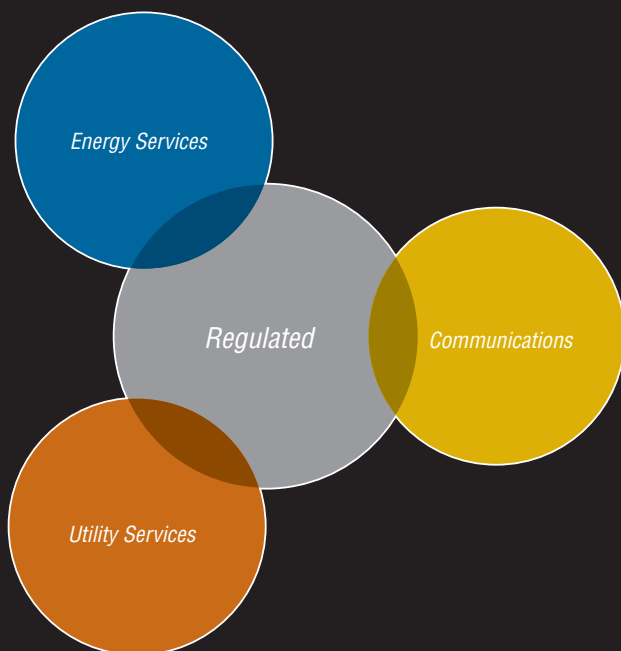 Energy Services
Regulated
Communications
Utility Services